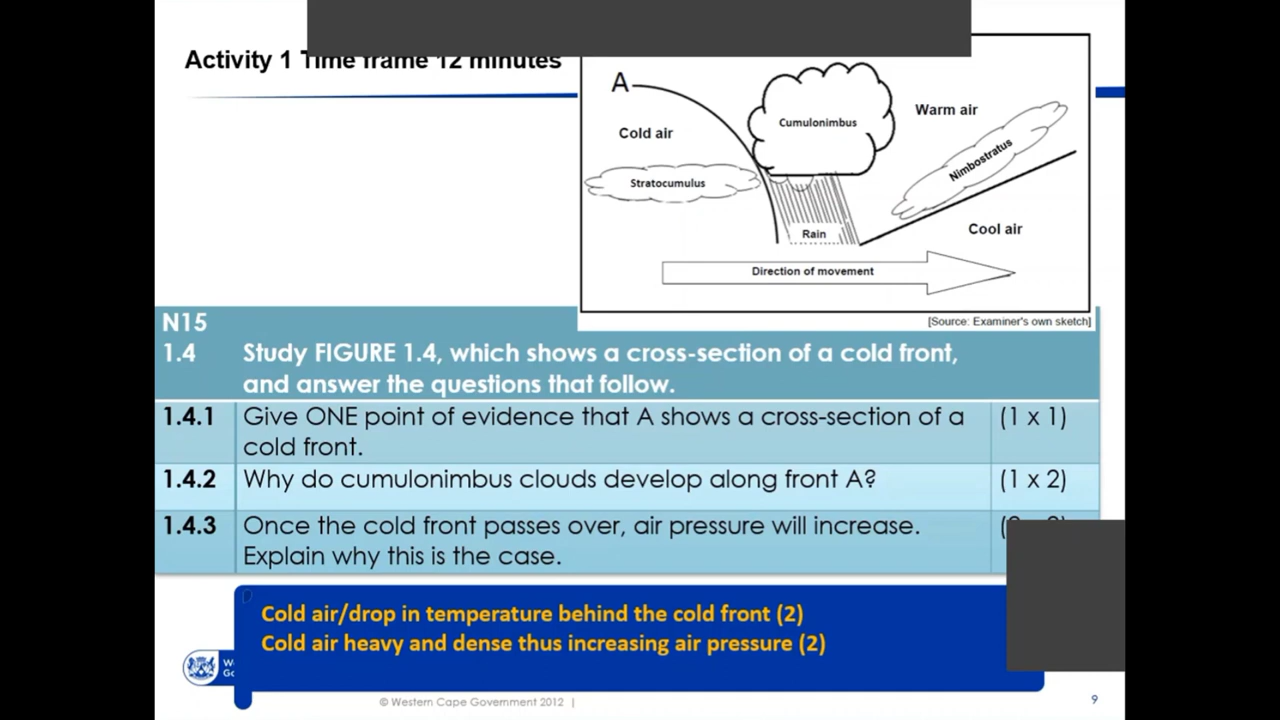 Activity 1 Time frame 12 minutes
A
Cold air
Cumulonimbus
Warm air
Stratocumulus
Nimbostratus
Rain
Cool air
Direction of movement
[Source: Examiner's own sketch]
N15
1.4 Study FIGURE 1.4, which shows a cross-section of a cold front,
and answer the questions that follow.
1.4.1 Give ONE point of evidence that A shows a cross-section of a (1 x 1)
cold front.
1.4.2 Why do cumulonimbus clouds develop along front A? (1 x 2)
1.4.3 Once the cold front passes over, air pressure will increase.
Explain why this is the case.
Cold air/drop in temperature behind the cold front (2)
Cold air heavy and dense thus increasing air pressure (2)
© Western Cape Government 2012 |
9